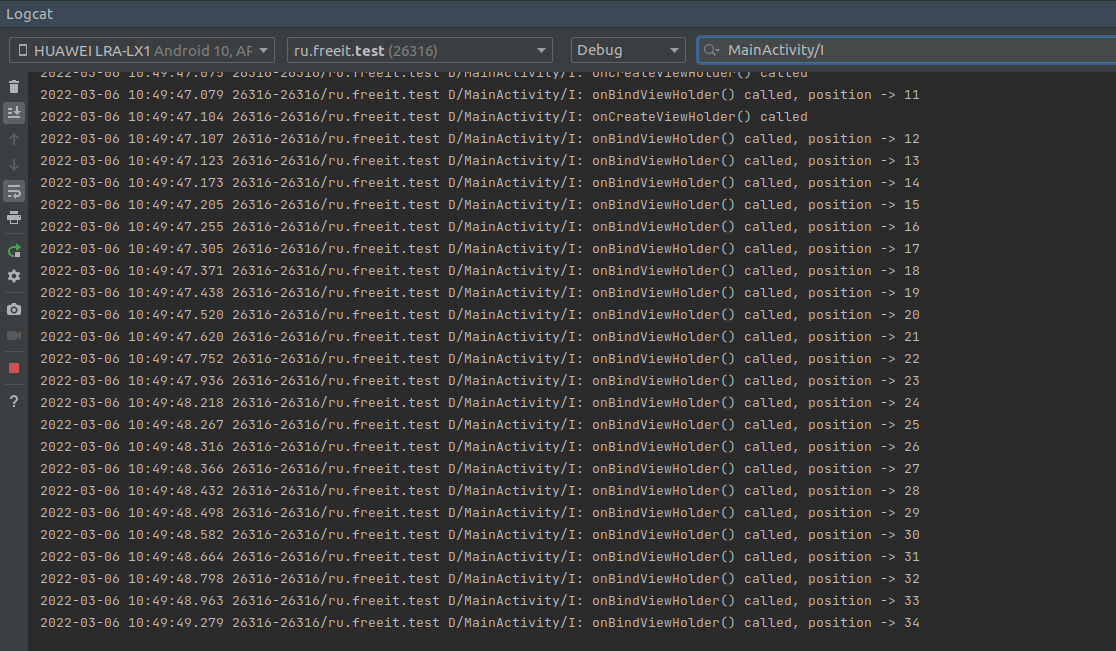 Logcat
HUAWEI LRA-LX1 Android 10, AP
ru.freeit.test (26316)
Debug
MainActivity/I
2022-03-06 10:49:47.075 26316-26316/ru.freeit.test D/MainActivity/I: onCreateViewHolder() called
2022-03-06 10:49:47.079 26316-26316/ru.freeit.test D/MainActivity/I: onBindViewHolder() called, position -> 11
2022-03-06 10:49:47.104 26316-26316/ru.freeit.test D/MainActivity/I: onCreateViewHolder() called
2022-03-06 10:49:47.107 26316-26316/ru.freeit.test D/MainActivity/I: onBindViewHolder() called, position -> 12
2022-03-06 10:49:47.123 26316-26316/ru.freeit.test D/MainActivity/I: onBindViewHolder() called, position -> 13
2022-03-06 10:49:47.173 26316-26316/ru.freeit.test D/MainActivity/I: onBindViewHolder() called, position -> 14
2022-03-06 10:49:47.205 26316-26316/ru.freeit.test D/MainActivity/I: onBindViewHolder() called, position -> 15
2022-03-06 10:49:47.255 26316-26316/ru.freeit.test D/MainActivity/I: onBindViewHolder() called, position -> 16
2022-03-06 10:49:47.305 26316-26316/ru.freeit.test D/MainActivity/I: onBindViewHolder() called, position -> 17
2022-03-06 10:49:47.371 26316-26316/ru.freeit.test D/MainActivity/I: onBindViewHolder() called, position -> 18
2022-03-06 10:49:47.438 26316-26316/ru.freeit.test D/MainActivity/I: onBindViewHolder() called, position -> 19
2022-03-06 10:49:47.520 26316-26316/ru.freeit.test D/MainActivity/I: onBindViewHolder() called, position -> 20
2022-03-06 10:49:47.620 26316-26316/ru.freeit.test D/MainActivity/I: onBindViewHolder() called, position -> 21
2022-03-06 10:49:47.752 26316-26316/ru.freeit.test D/MainActivity/I: onBindViewHolder() called, position -> 22
2022-03-06 10:49:47.936 26316-26316/ru.freeit.test D/MainActivity/I: onBindViewHolder() called, position -> 23
2022-03-06 10:49:48.218 26316-26316/ru.freeit.test D/MainActivity/I: onBindViewHolder() called, position -> 24
2022-03-06 10:49:48.267 26316-26316/ru.freeit.test D/MainActivity/I: onBindViewHolder() called, position -> 25
2022-03-06 10:49:48.316 26316-26316/ru.freeit.test D/MainActivity/I: onBindViewHolder() called, position -> 26
2022-03-06 10:49:48.366 26316-26316/ru.freeit.test D/MainActivity/I: onBindViewHolder() called, position -> 27
2022-03-06 10:49:48.432 26316-26316/ru.freeit.test D/MainActivity/I: onBindViewHolder() called, position -> 28
2022-03-06 10:49:48.498 26316-26316/ru.freeit.test D/MainActivity/I: onBindViewHolder() called, position -> 29
2022-03-06 10:49:48.582 26316-26316/ru.freeit.test D/MainActivity/I: onBindViewHolder() called, position -> 30
2022-03-06 10:49:48.664 26316-26316/ru.freeit.test D/MainActivity/I: onBindViewHolder() called, position -> 31
2022-03-06 10:49:48.798 26316-26316/ru.freeit.test D/MainActivity/I: onBindViewHolder() called, position -> 32
2022-03-06 10:49:48.963 26316-26316/ru.freeit.test D/MainActivity/I: onBindViewHolder() called, position -> 33
2022-03-06 10:49:49.279 26316-26316/ru.freeit.test D/MainActivity/I: onBindViewHolder() called, position -> 34